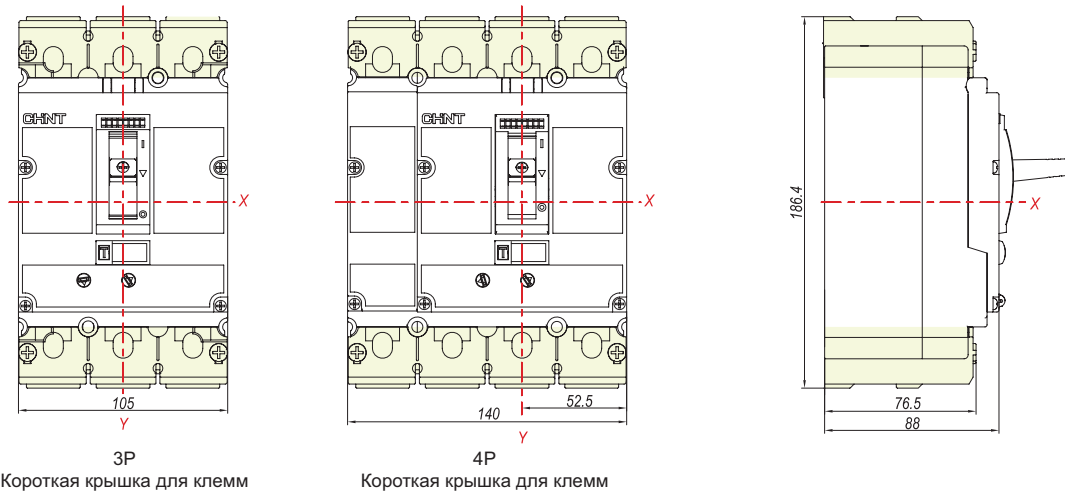 CHNT
I
X
105
Y
3P
Короткая крышка для клемм
CHNT
I
X
52.5
140
Y
4P
Короткая крышка для клемм
186.4
X
76.5
88